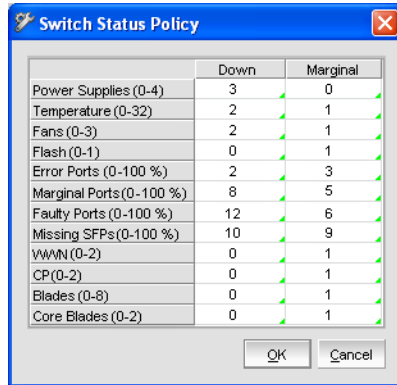 Switch Status Policy
Down Marginal
Power Supplies (0-4) 3 0
Temperature (0-32) 2 1
Fans (0-3) 2 1
Flash (0-1) 0 1
Error Ports (0-100 %) 2 3
Marginal Ports (0-100 %) 8 5
Faulty Ports (0-100 %) 12 6
Missing SFPs (0-100 %) 10 9
WWN (0-2) 0 1
CP (0-2) 0 1
Blades (0-8) 0 1
Core Blades (0-2) 0 1
OK Cancel